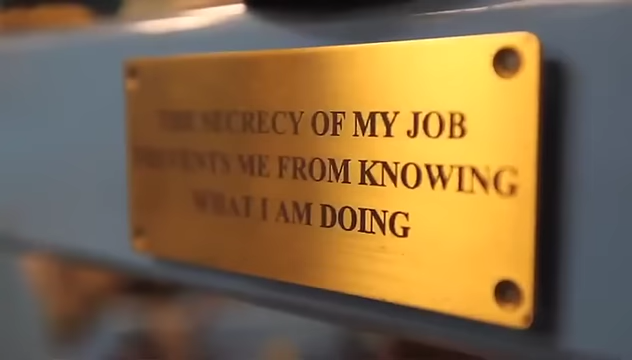 THE SECRECY OF MY JOB
PREVENTS ME FROM KNOWING
WHAT I AM DOING